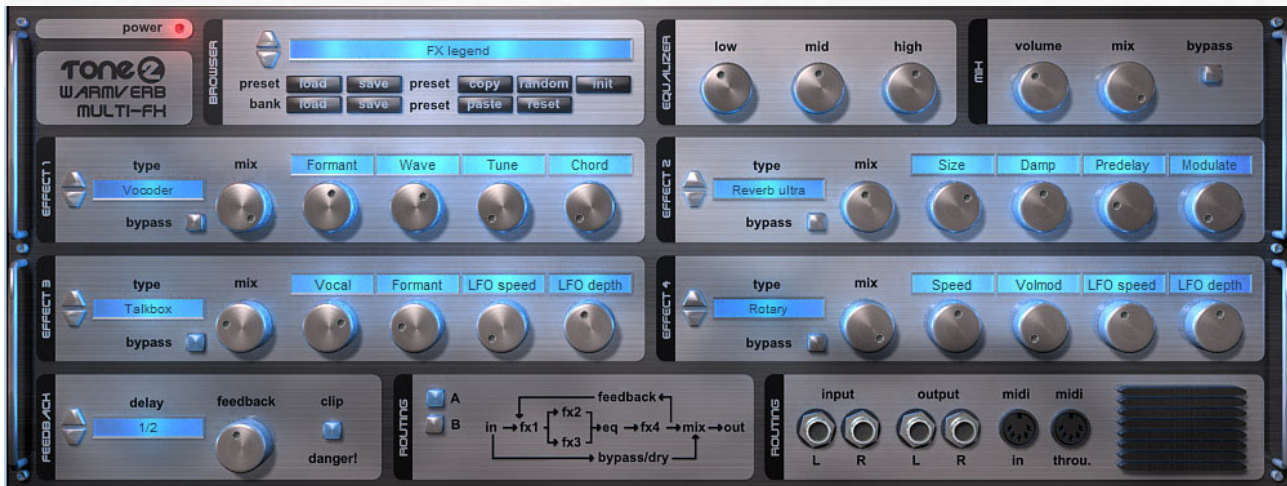 power
TONE2
WARMVERB
MULTI-FX
BROWSER
FX legend
preset load save preset copy random init
bank load save preset paste reset
EQUALIZER
low mid high
MIX
volume mix bypass
EFFECT 1
type mix Formant Wave Tune Chord
Vocoder
bypass
EFFECT 2
type mix Size Damp Predelay Modulate
Reverb ultra
bypass
EFFECT 3
type mix Vocal Formant LFO speed LFO depth
Talkbox
bypass
EFFECT 4
type mix Speed Volmod LFO speed LFO depth
Rotary
bypass
FEEDBACK
delay feedback clip
1/2
danger!
ROUTING
A
B
feedback
fx2
in fx1 eq fx4 mix out
fx3
bypass/dry
ROUTING
input output midi midi
L R L R in throu.